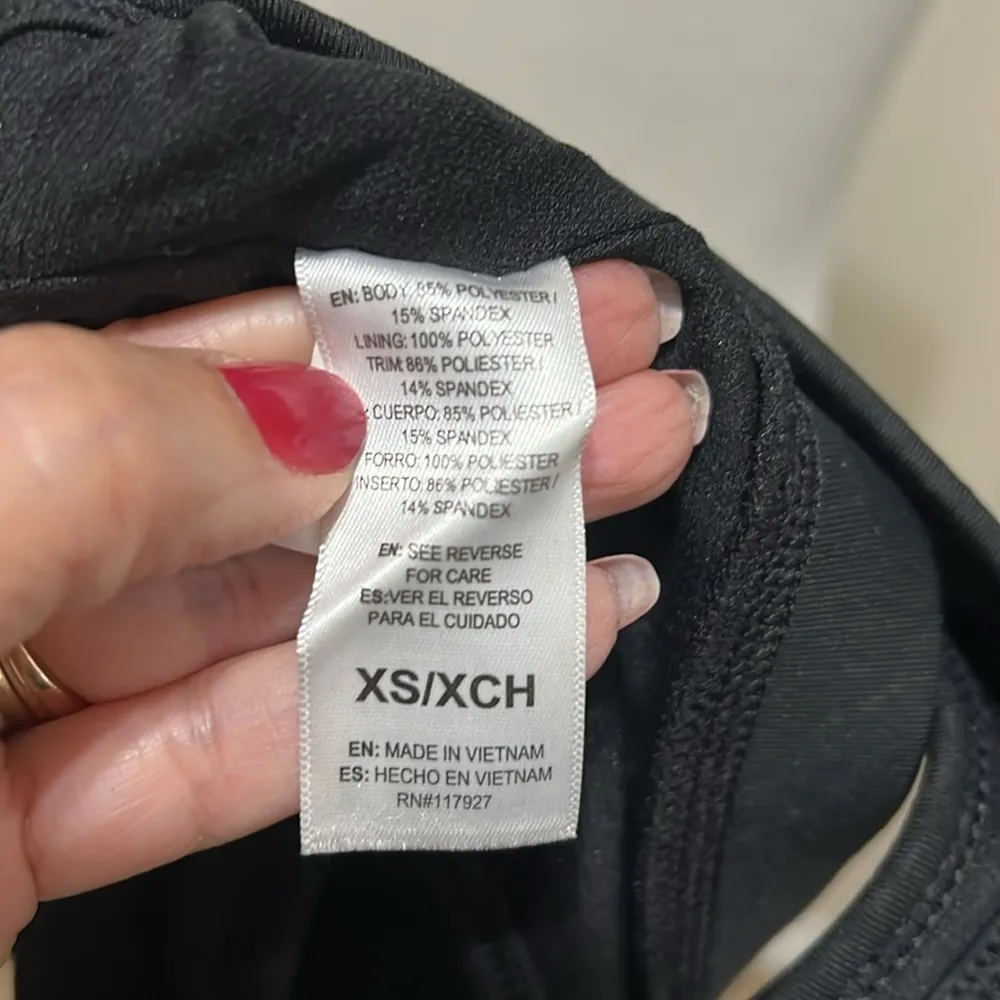 EN: BODY: 85% POLYESTER /
15% SPANDEX
LINING: 100% POLYESTER
TRIM: 86% POLIESTER /
14% SPANDEX
CUERPO: 85% POLIESTER /
15% SPANDEX
FORRO: 100% POLIESTER
INSERTO: 86% POLIESTER /
14% SPANDEX
EN: SEE REVERSE
FOR CARE
ES:VER EL REVERSO
PARA EL CUIDADO
XS/XCH
EN: MADE IN VIETNAM
ES: HECHO EN VIETNAM
RN#117927